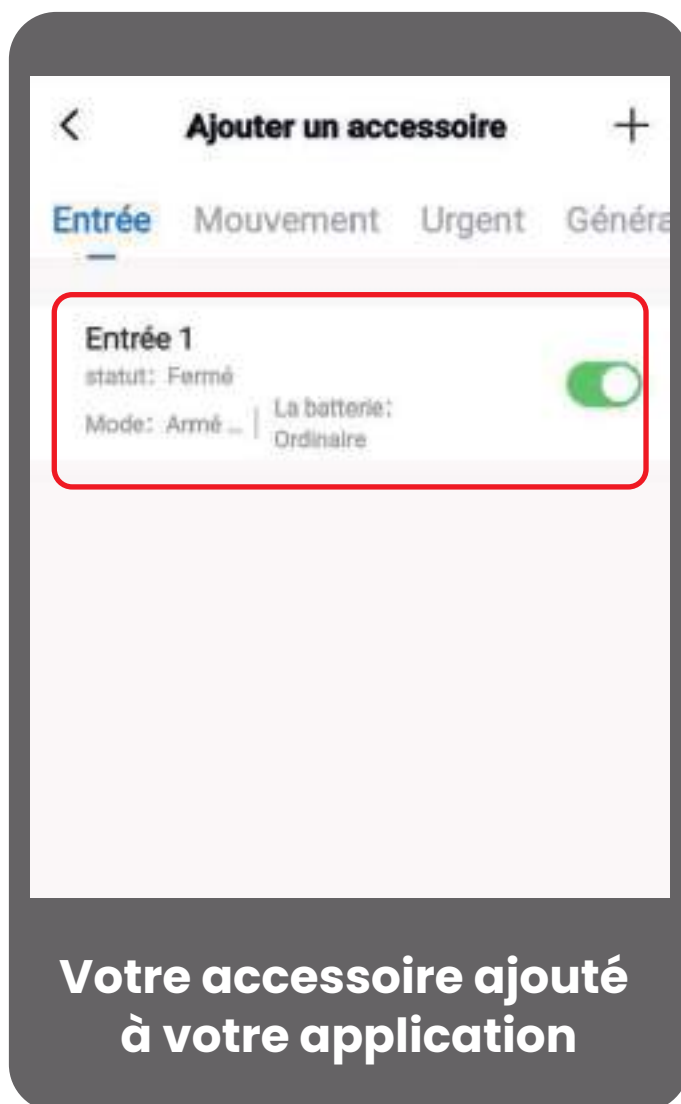 Ajouter un accessoire
Entrée Mouvement Urgent Généra
Entrée 1
statut: Fermé
Mode: Armé ... | La batterie:
Ordinaire
Votre accessoire ajouté
à votre application